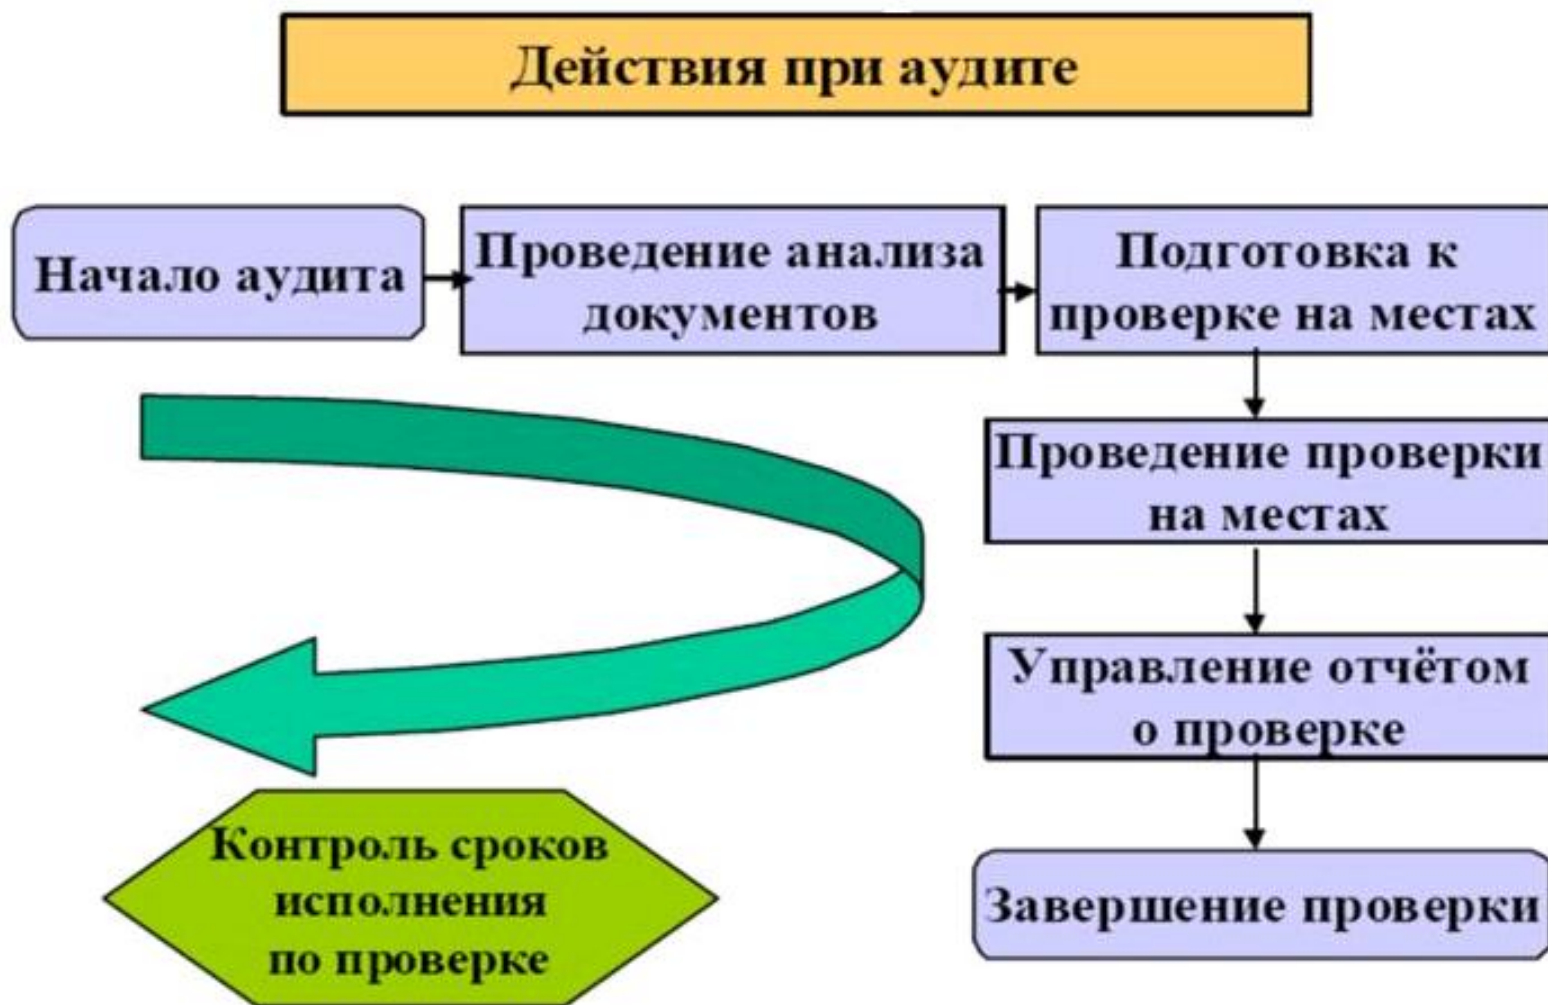 Действия при аудите
Начало аудита
Проведение анализа
документов
Подготовка к
проверке на местах
Проведение проверки
на местах
Управление отчётом
о проверке
Завершение проверки
Контроль сроков
исполнения
по проверке